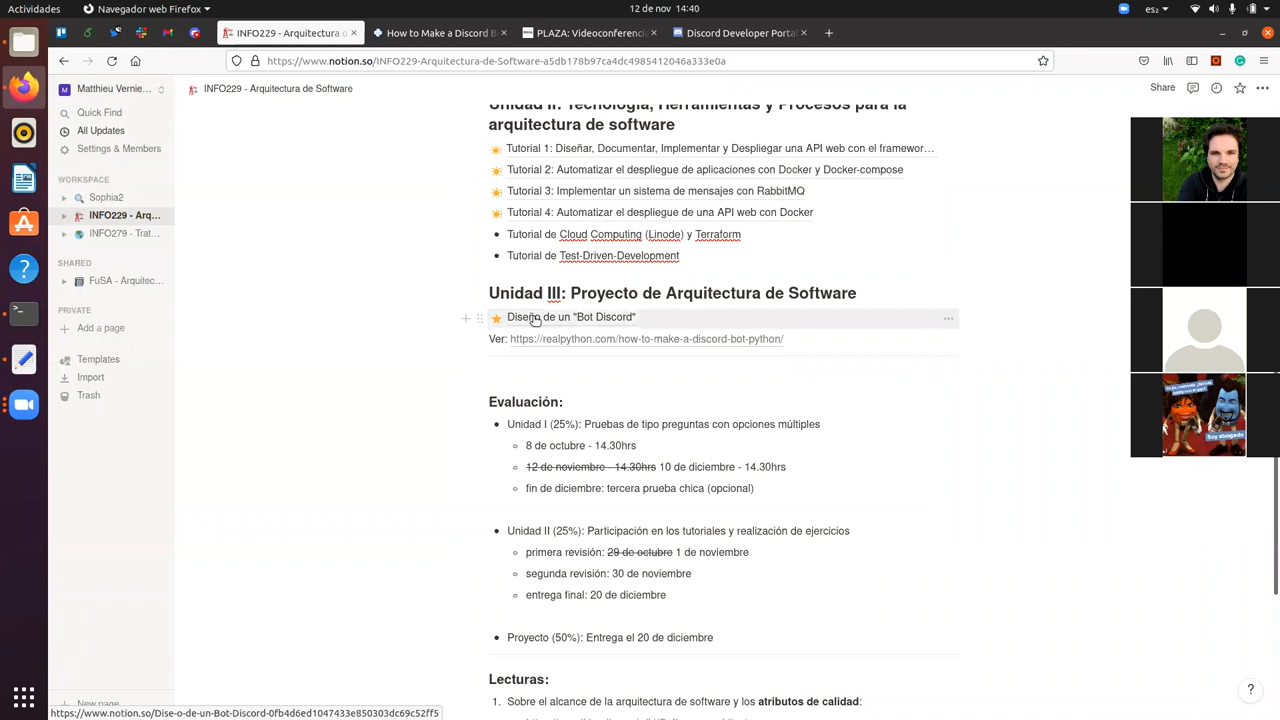 Actividades
Navegador web Firefox
12 de nov 14:40
es₂
INFO229 - Arquitectura
How to Make a Discord B
PLAZA: Videoconferenci
Discord Developer Portal
https://www.notion.so/INFO229-Arquitectura-de-Software-a5db178b97ca4dc4985412046a333e0a
Matthieu Vernie...
INFO229 - Arquitectura de Software
Share
Quick Find
All Updates
Settings & Members
WORKSPACE
Sophia2
INFO229 - Arq...
INFO279 - Trat...
SHARED
FuSA - Arquitec...
PRIVATE
Add a page
Templates
Import
Trash
New page
Unidad II: Tecnología, Herramientas y Procesos para la
arquitectura de software
Tutorial 1: Diseñar, Documentar, Implementar y Despliegar una API web con el framewor...
Tutorial 2: Automatizar el despliegue de aplicaciones con Docker y Docker-compose
Tutorial 3: Implementar un sistema de mensajes con RabbitMQ
Tutorial 4: Automatizar el despliegue de una API web con Docker
Tutorial de Cloud Computing (Linode) y Terraform
Tutorial de Test-Driven-Development
Unidad III: Proyecto de Arquitectura de Software
Diseño de un "Bot Discord"
Ver: https://realpython.com/how-to-make-a-discord-bot-python/
Evaluación:
Unidad I (25%): Pruebas de tipo preguntas con opciones múltiples
8 de octubre - 14.30hrs
12 de noviembre - 14.30hrs 10 de diciembre - 14.30hrs
fin de diciembre: tercera prueba chica (opcional)
Unidad II (25%): Participación en los tutoriales y realización de ejercicios
primera revisión: 29 de octubre 1 de noviembre
segunda revisión: 30 de noviembre
entrega final: 20 de diciembre
Proyecto (50%): Entrega el 20 de diciembre
Lecturas:
1. Sobre el alcance de la arquitectura de software y los atributos de calidad:
Soy abogado
https://www.notion.so/Dise-o-de-un-Bot-Discord-0fb4d6ed1047433e850303dc69c52ff5